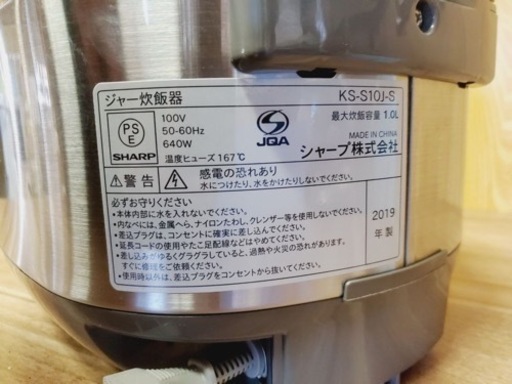 ジャー炊飯器
KS-S10J-S
PS
E
SHARP
100V
50-60Hz
640W
温度ヒューズ 167℃
JQA
最大炊飯容量 1.0L
MADE IN CHINA
シャープ株式会社
⚠警告
感電の恐れあり
水につけたり、水をかけたりしないでください。
必ずお守りください
•本体内部に水を入れないでください。
•内なべには、金属へら、ナイロンたわし、クレンザー等を使用しないでください。
•差込プラグは、コンセントに確実に差し込んでください。
•延長コードの使用やたこ足配線などはやめてください。
•差し込みがゆるくグラグラしていると、過熱や火災の恐れがあります。
すぐに修理をご依頼ください。
•使用時以外は、差込プラグをコンセントから抜いてください。
2019
年製